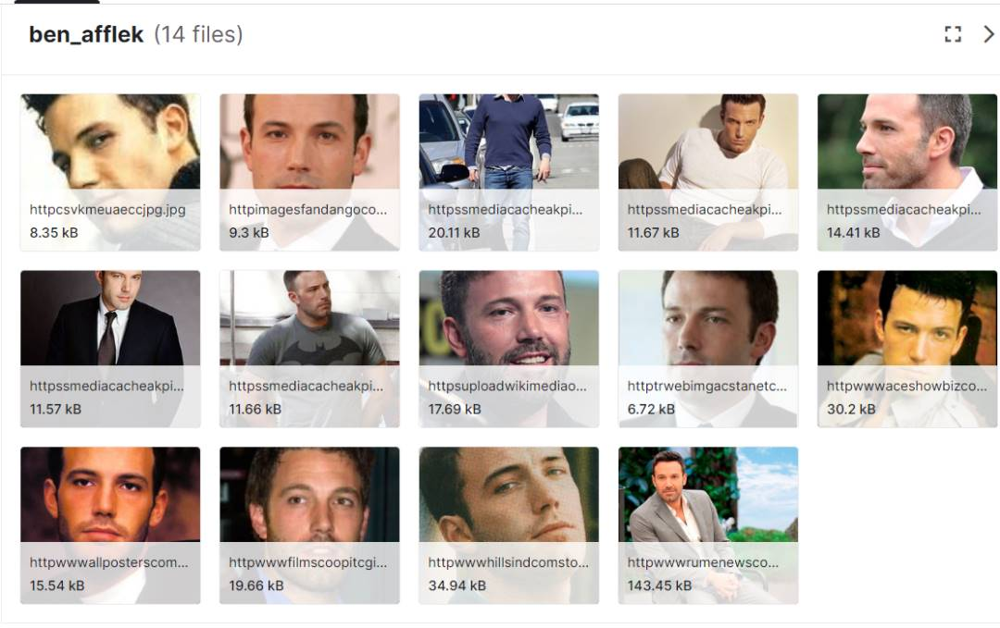 ben_afflek (14 files)
httpcsvkmeuaeccjpg.jpg
8.35 kB
httpimagesfandangoco...
9.3 kB
httpssmediacacheakpi...
20.11 kB
httpssmediacacheakpi...
11.67 kB
httpssmediacacheakpi...
14.41 kB
httpssmediacacheakpi...
11.57 kB
httpssmediacacheakpi...
11.66 kB
httpsuploadwikimediao...
17.69 kB
httptrwebimgacstanetc...
6.72 kB
httpwwwaceshowbizco...
30.2 kB
httpwwwallposterscom...
15.54 kB
httpwwwfilmscoopitcgi...
19.66 kB
httpwwwhillsindcomsto...
34.94 kB
httpwwwrumenewsco...
143.45 kB